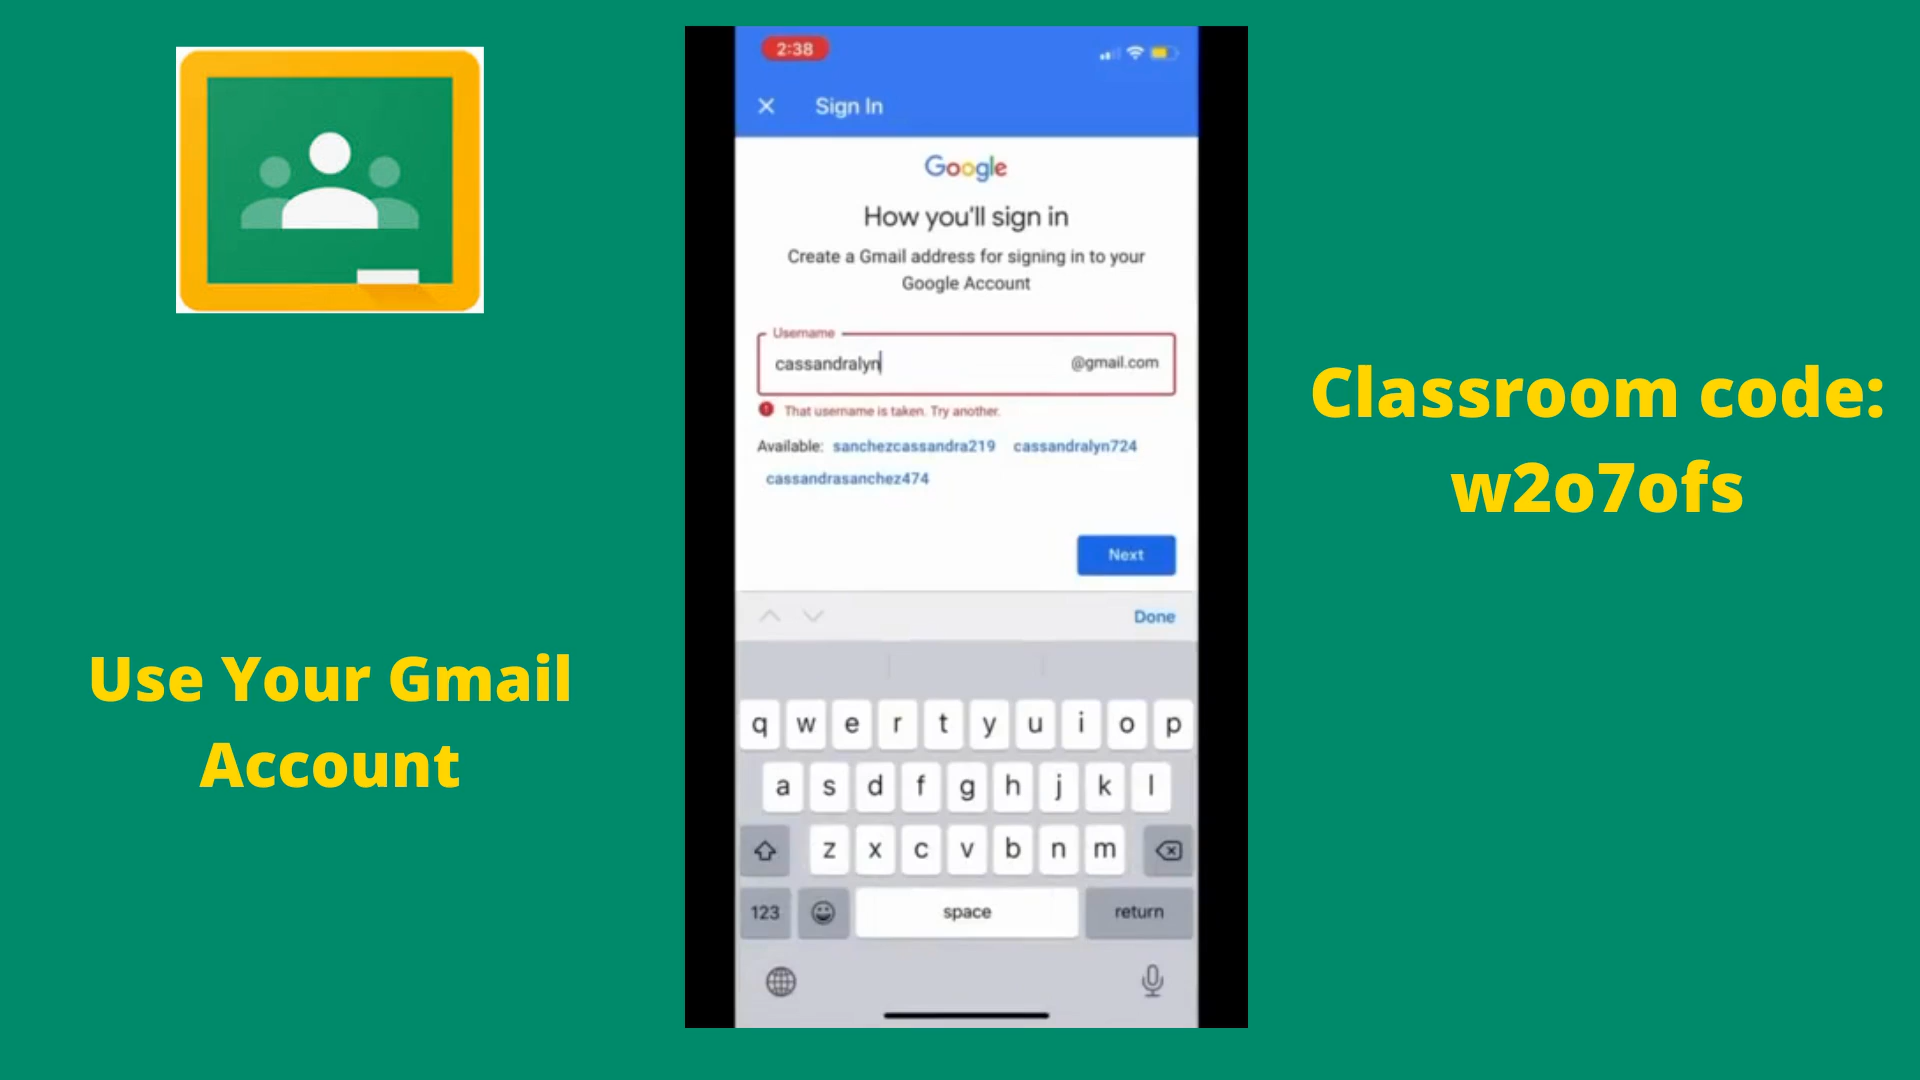 2:38
Sign In
Google
How you'll sign in
Create a Gmail address for signing in to your
Google Account
Username
cassandralyn
@gmail.com
That username is taken. Try another.
Available: sanchezcassandra219 cassandralyn724
cassandrasanchez474
Next
Done
q w e r t y u i o p
a s d f g h j k l
z x c v b n m
123 space return
Use Your Gmail
Account
Classroom code:
w2o7ofs